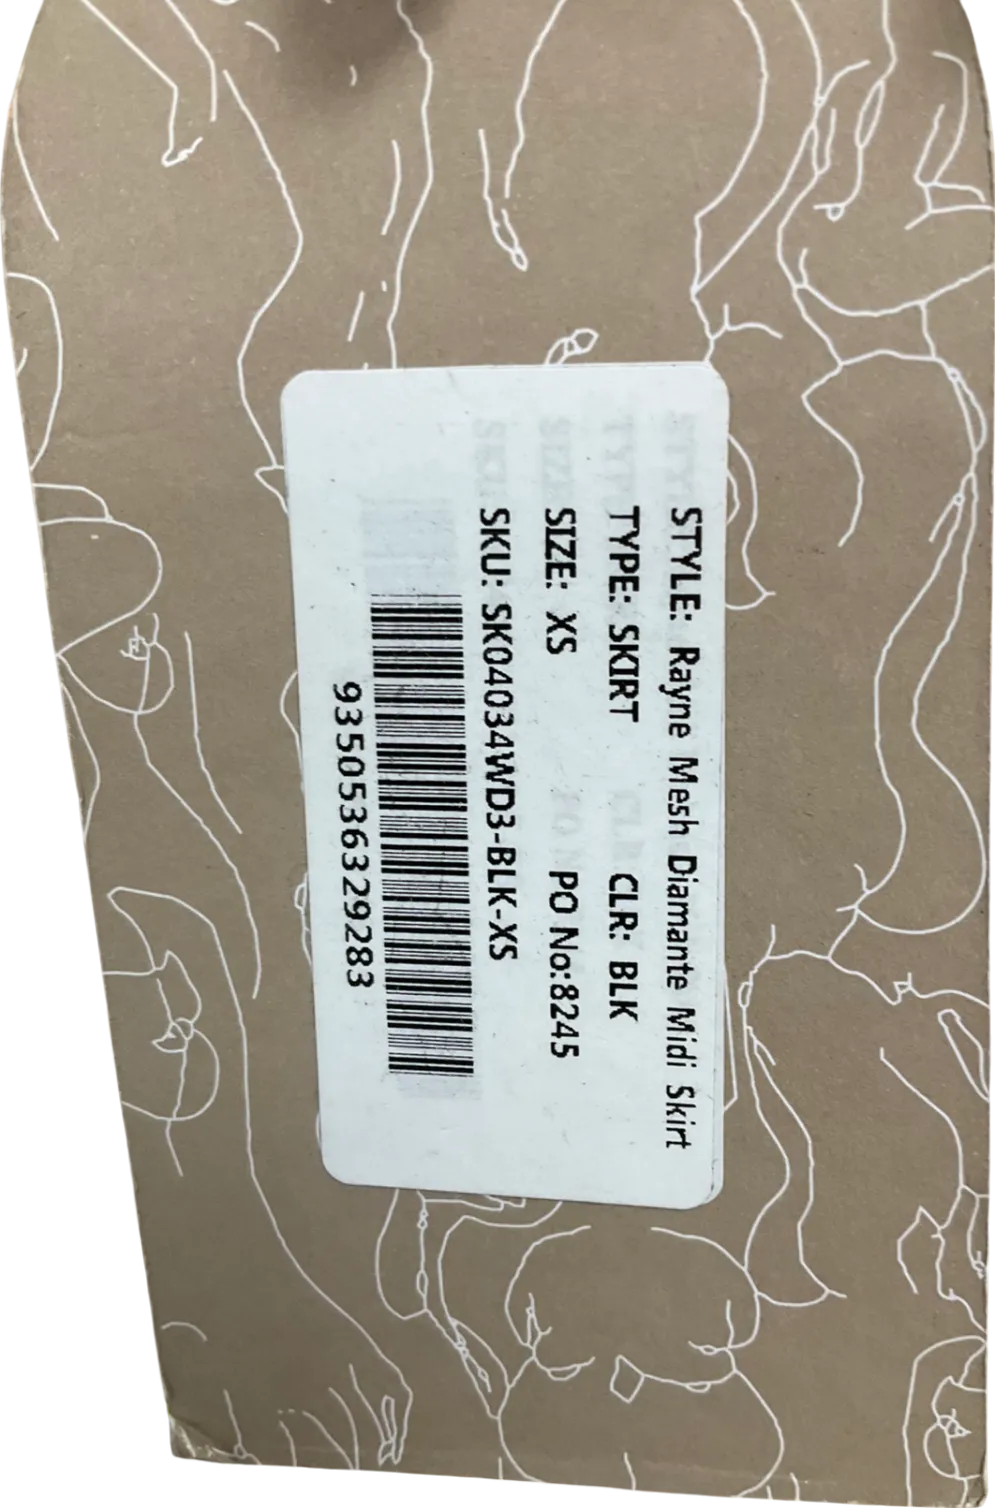 STYLE: Rayne Mesh Diamante Midi Skirt
TYPE: SKIRT CLR: BLK
SIZE: XS PO No:8245
SKU: SK04034WD3-BLK-XS
9350536329283